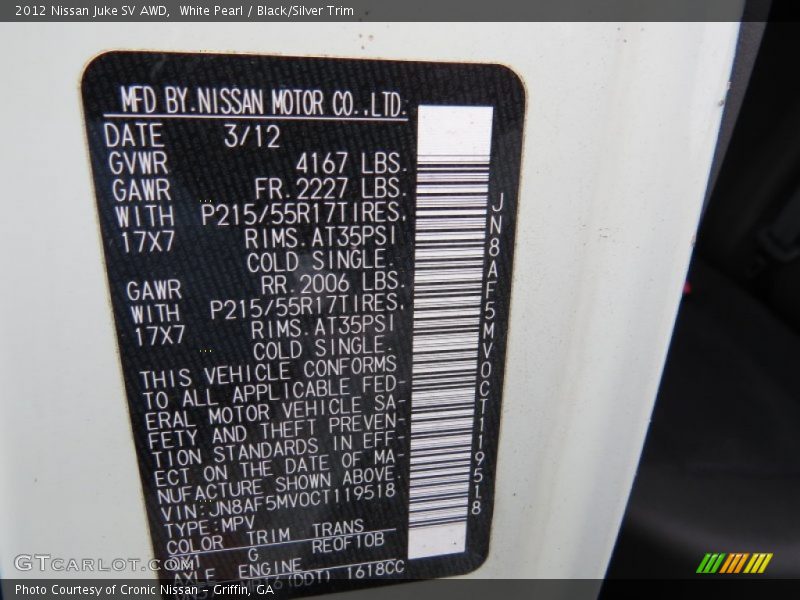 2012 Nissan Juke SV AWD, White Pearl / Black/Silver Trim
MFD BY.NISSAN MOTOR CO.,LTD.
DATE 3/12
GVWR 4167 LBS.
GAWR FR.2227 LBS.
WITH P215/55R17TIRES.
17X7 RIMS.AT35PSI
COLD SINGLE.
GAWR RR.2006 LBS.
WITH P215/55R17TIRES.
17X7 RIMS.AT35PSI
COLD SINGLE.
THIS VEHICLE CONFORMS
TO ALL APPLICABLE FED-
ERAL MOTOR VEHICLE SA-
FETY AND THEFT PREVEN-
TION STANDARDS IN EFF-
ECT ON THE DATE OF MA-
NUFACTURE SHOWN ABOVE.
VIN:JN8AF5MV0CT119518
TYPE:MPV
COLOR TRIM TRANS
G RE0F10B
AXLE ENGINE
(DDT) 1618CC
JN8AF5MV0CT119518
GTCARLOT.COM
Photo Courtesy of Cronic Nissan - Griffin, GA